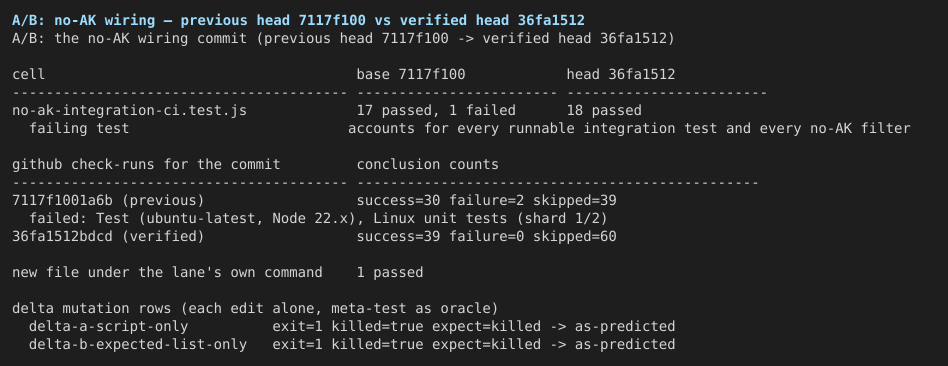 A/B: no-AK wiring — previous head 7117f100 vs verified head 36fa1512
A/B: the no-AK wiring commit (previous head 7117f100 -> verified head 36fa1512)
cell base 7117f100 head 36fa1512
---------------------------------------- ------------------------ ------------------------
no-ak-integration-ci.test.js 17 passed, 1 failed 18 passed
failing test accounts for every runnable integration test and every no-AK filter
github check-runs for the commit conclusion counts
---------------------------------------- ------------------------------------------------
7117f1001a6b (previous) success=30 failure=2 skipped=39
failed: Test (ubuntu-latest, Node 22.x), Linux unit tests (shard 1/2)
36fa1512bdcd (verified) success=39 failure=0 skipped=60
new file under the lane's own command 1 passed
delta mutation rows (each edit alone, meta-test as oracle)
delta-a-script-only exit=1 killed=true expect=killed -> as-predicted
delta-b-expected-list-only exit=1 killed=true expect=killed -> as-predicted